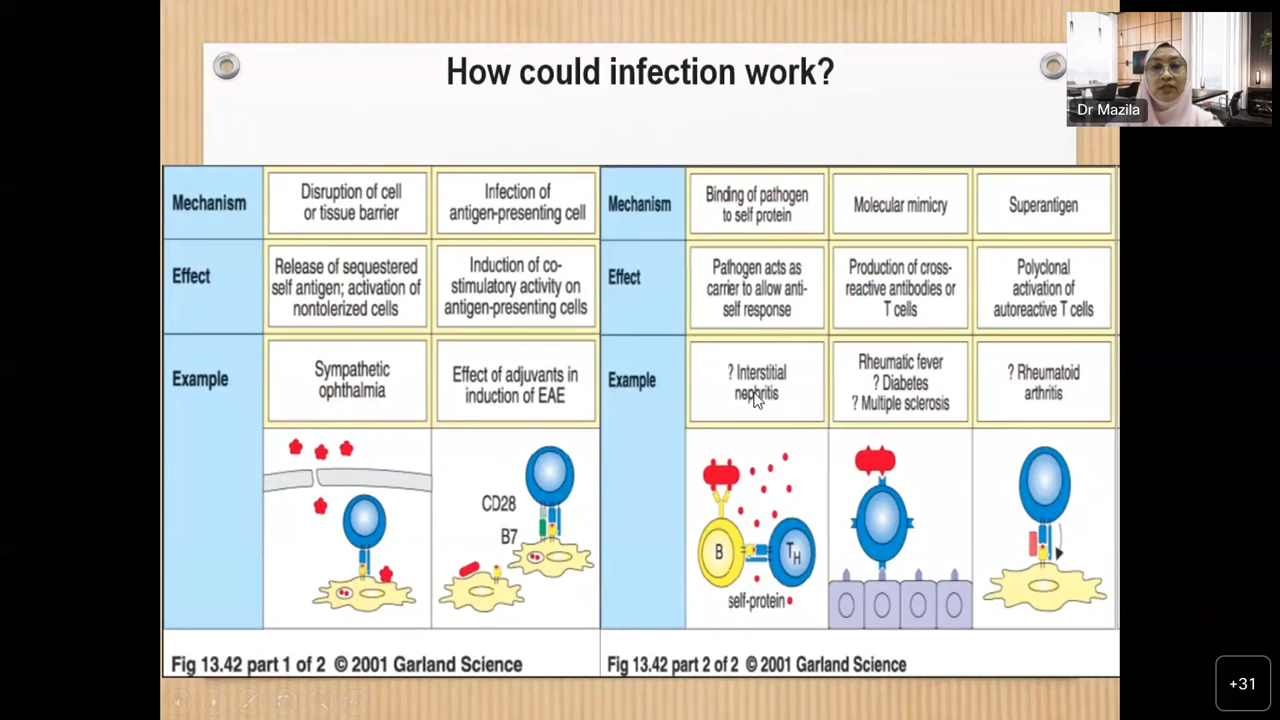 How could infection work?
Dr Mazila
Mechanism
Disruption of cell
or tissue barrier
Infection of
antigen-presenting cell
Mechanism
Binding of pathogen
to self protein
Molecular mimicry
Superantigen
Effect
Release of sequestered
self antigen; activation of
nontolerized cells
Induction of co-
stimulatory activity on
antigen-presenting cells
Effect
Pathogen acts as
carrier to allow anti-
self response
Production of cross-
reactive antibodies or
T cells
Polyclonal
activation of
autoreactive T cells
Example
Sympathetic
ophthalmia
Effect of adjuvants in
induction of EAE
Example
? Interstitial
nephritis
Rheumatic fever
? Diabetes
? Multiple sclerosis
? Rheumatoid
arthritis
CD28
B7
B
TH
self-protein
Fig 13.42 part 1 of 2 © 2001 Garland Science
Fig 13.42 part 2 of 2 © 2001 Garland Science
+31